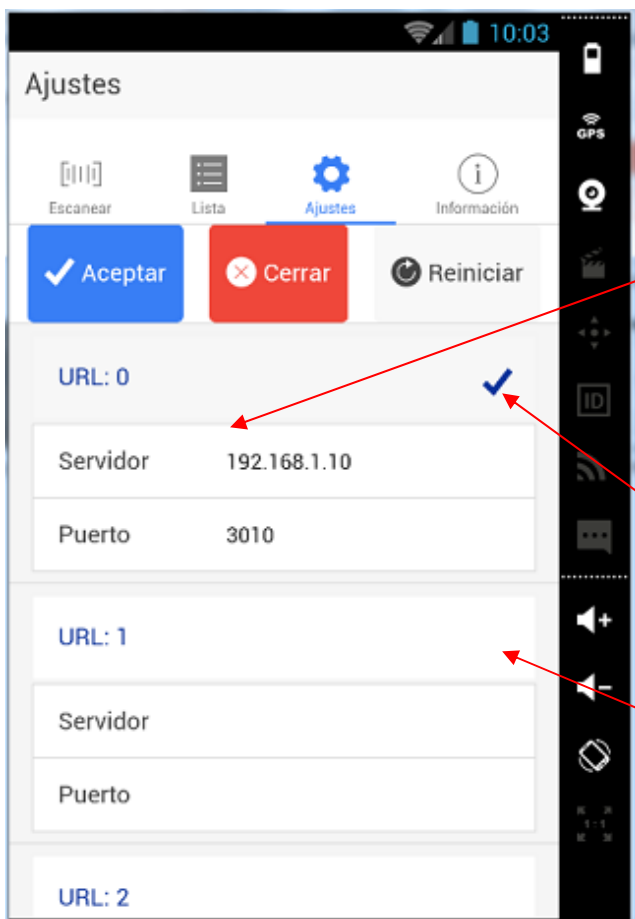 10:03
Ajustes
GPS
Escanear Lista Ajustes Información
Aceptar Cerrar Reiniciar
URL: 0
ID
Servidor 192.168.1.10
Puerto 3010
URL: 1
Servidor
Puerto
1:1
URL: 2